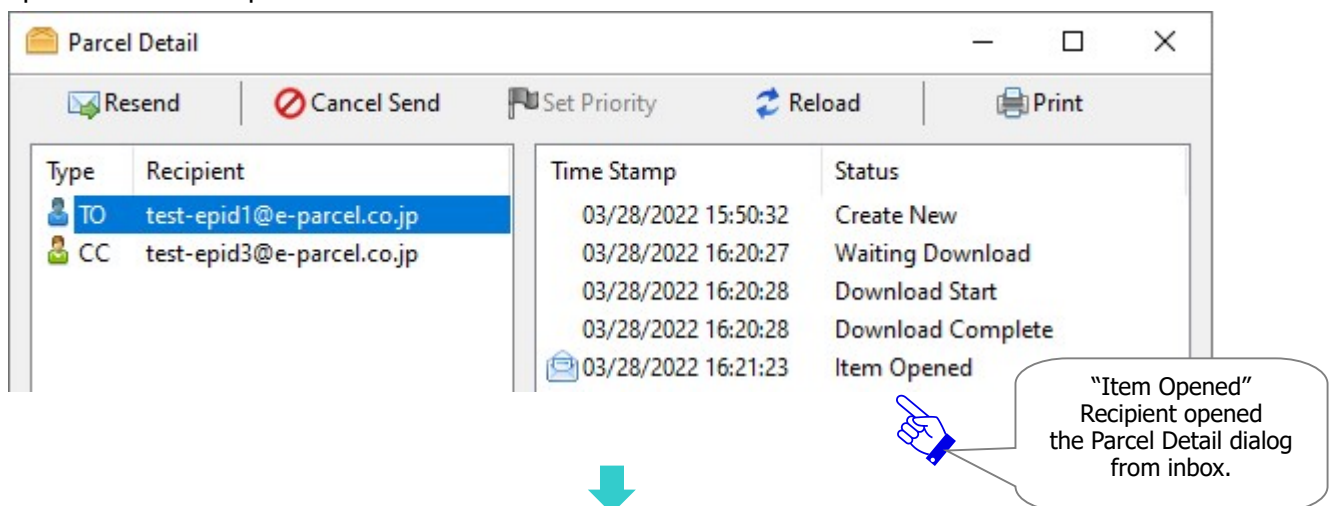 Parcel Detail
Resend Cancel Send Set Priority Reload Print
Type Recipient Time Stamp Status
TO test-epid1@e-parcel.co.jp 03/28/2022 15:50:32 Create New
CC test-epid3@e-parcel.co.jp 03/28/2022 16:20:27 Waiting Download
03/28/2022 16:20:28 Download Start
03/28/2022 16:20:28 Download Complete
03/28/2022 16:21:23 Item Opened
“Item Opened”
Recipient opened
the Parcel Detail dialog
from inbox.